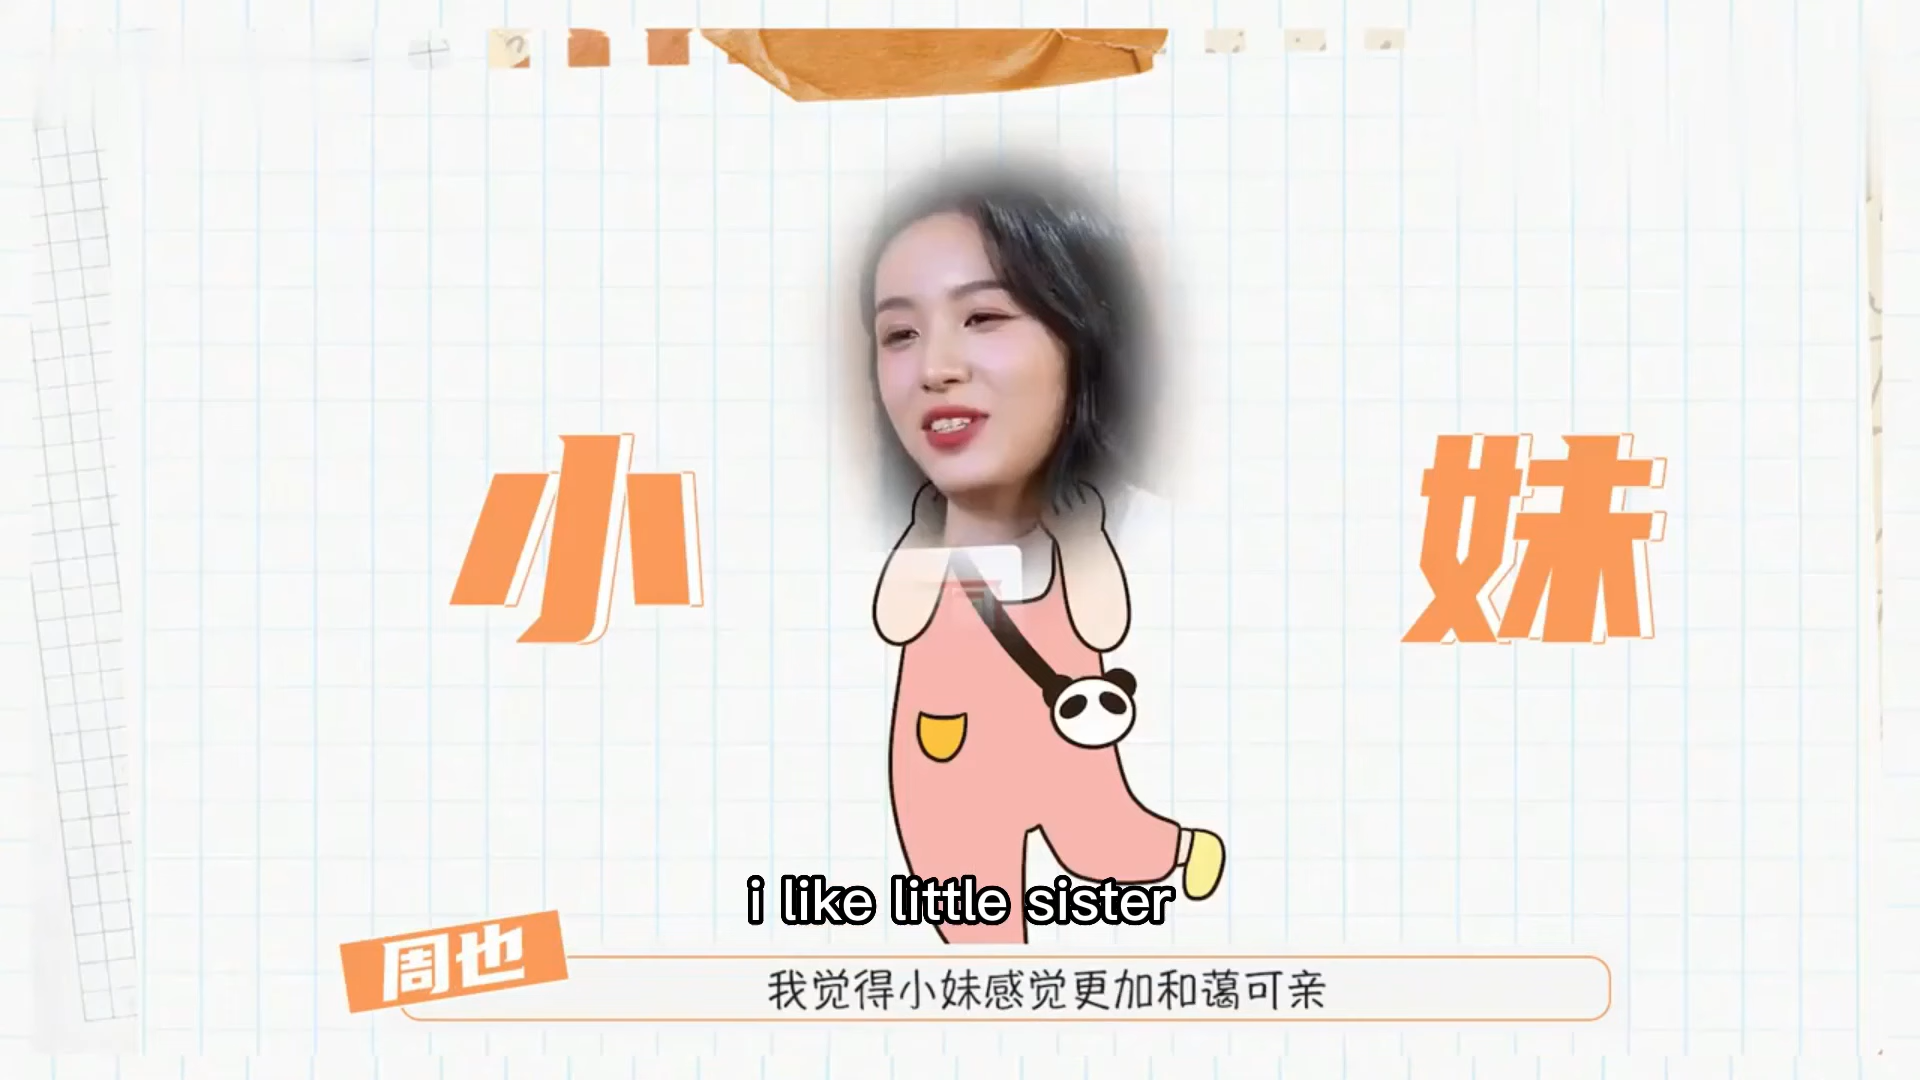 小 妹
i like little sister
周也
我觉得小妹感觉更加和蔼可亲